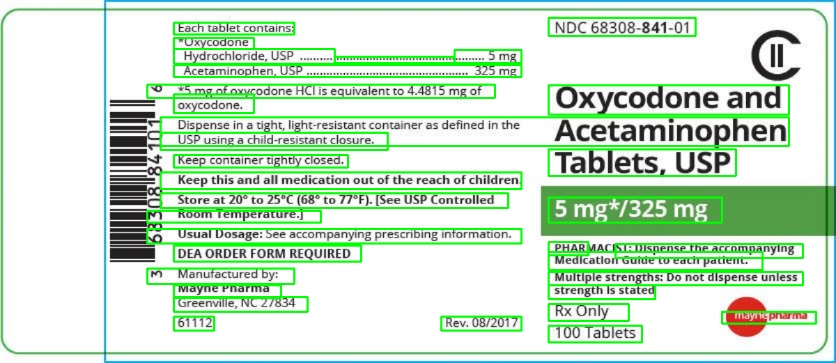 Each tablet contains:
*Oxycodone
Hydrochloride, USP .................................................... 5 mg
Acetaminophen, USP .................................................. 325 mg
*5 mg of oxycodone HCl is equivalent to 4.4815 mg of
oxycodone.
Dispense in a tight, light-resistant container as defined in the
USP using a child-resistant closure.
Keep container tightly closed.
Keep this and all medication out of the reach of children.
Store at 20° to 25°C (68° to 77°F). [See USP Controlled
Room Temperature.]
Usual Dosage: See accompanying prescribing information.
DEA ORDER FORM REQUIRED
Manufactured by:
Mayne Pharma
Greenville, NC 27834
61112 Rev. 08/2017
6 68308 84101 3
NDC 68308-841-01
CII
Oxycodone and
Acetaminophen
Tablets, USP
5 mg*/325 mg
PHARMACIST: Dispense the accompanying
Medication Guide to each patient.
Multiple strengths: Do not dispense unless
strength is stated
Rx Only
100 Tablets
maynepharma